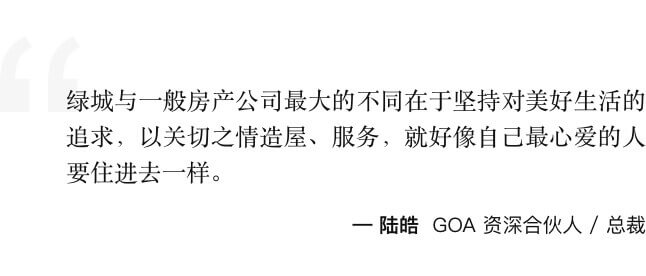 绿城与一般房产公司最大的不同在于坚持对美好生活的
追求，以关切之情造屋、服务，就好像自己最心爱的人
要住进去一样。
— 陆皓 GOA 资深合伙人 / 总裁